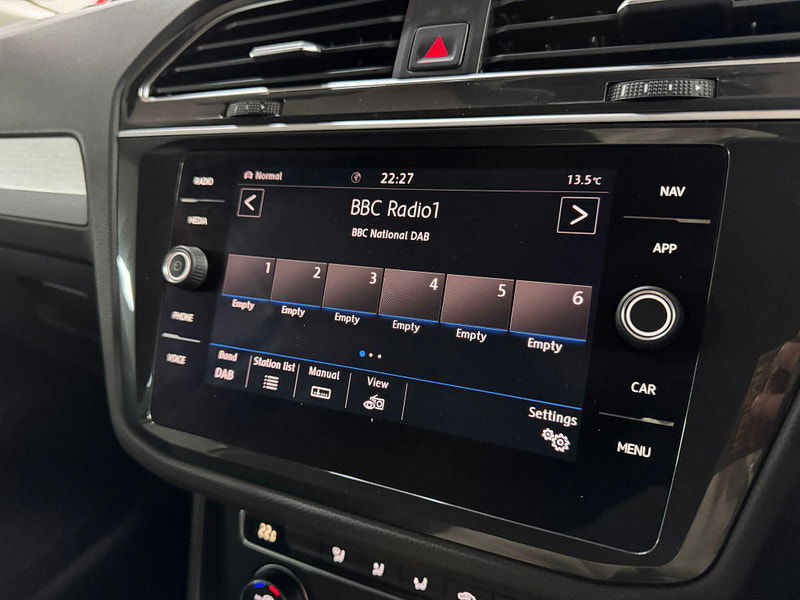 RADIO
MEDIA
PHONE
VOICE
Normal
22:27
13.5°C
BBC Radio1
BBC National DAB
1
2
3
4
5
6
Empty
Empty
Empty
Empty
Empty
Empty
Band
DAB
Station list
Manual
View
Settings
NAV
APP
CAR
MENU